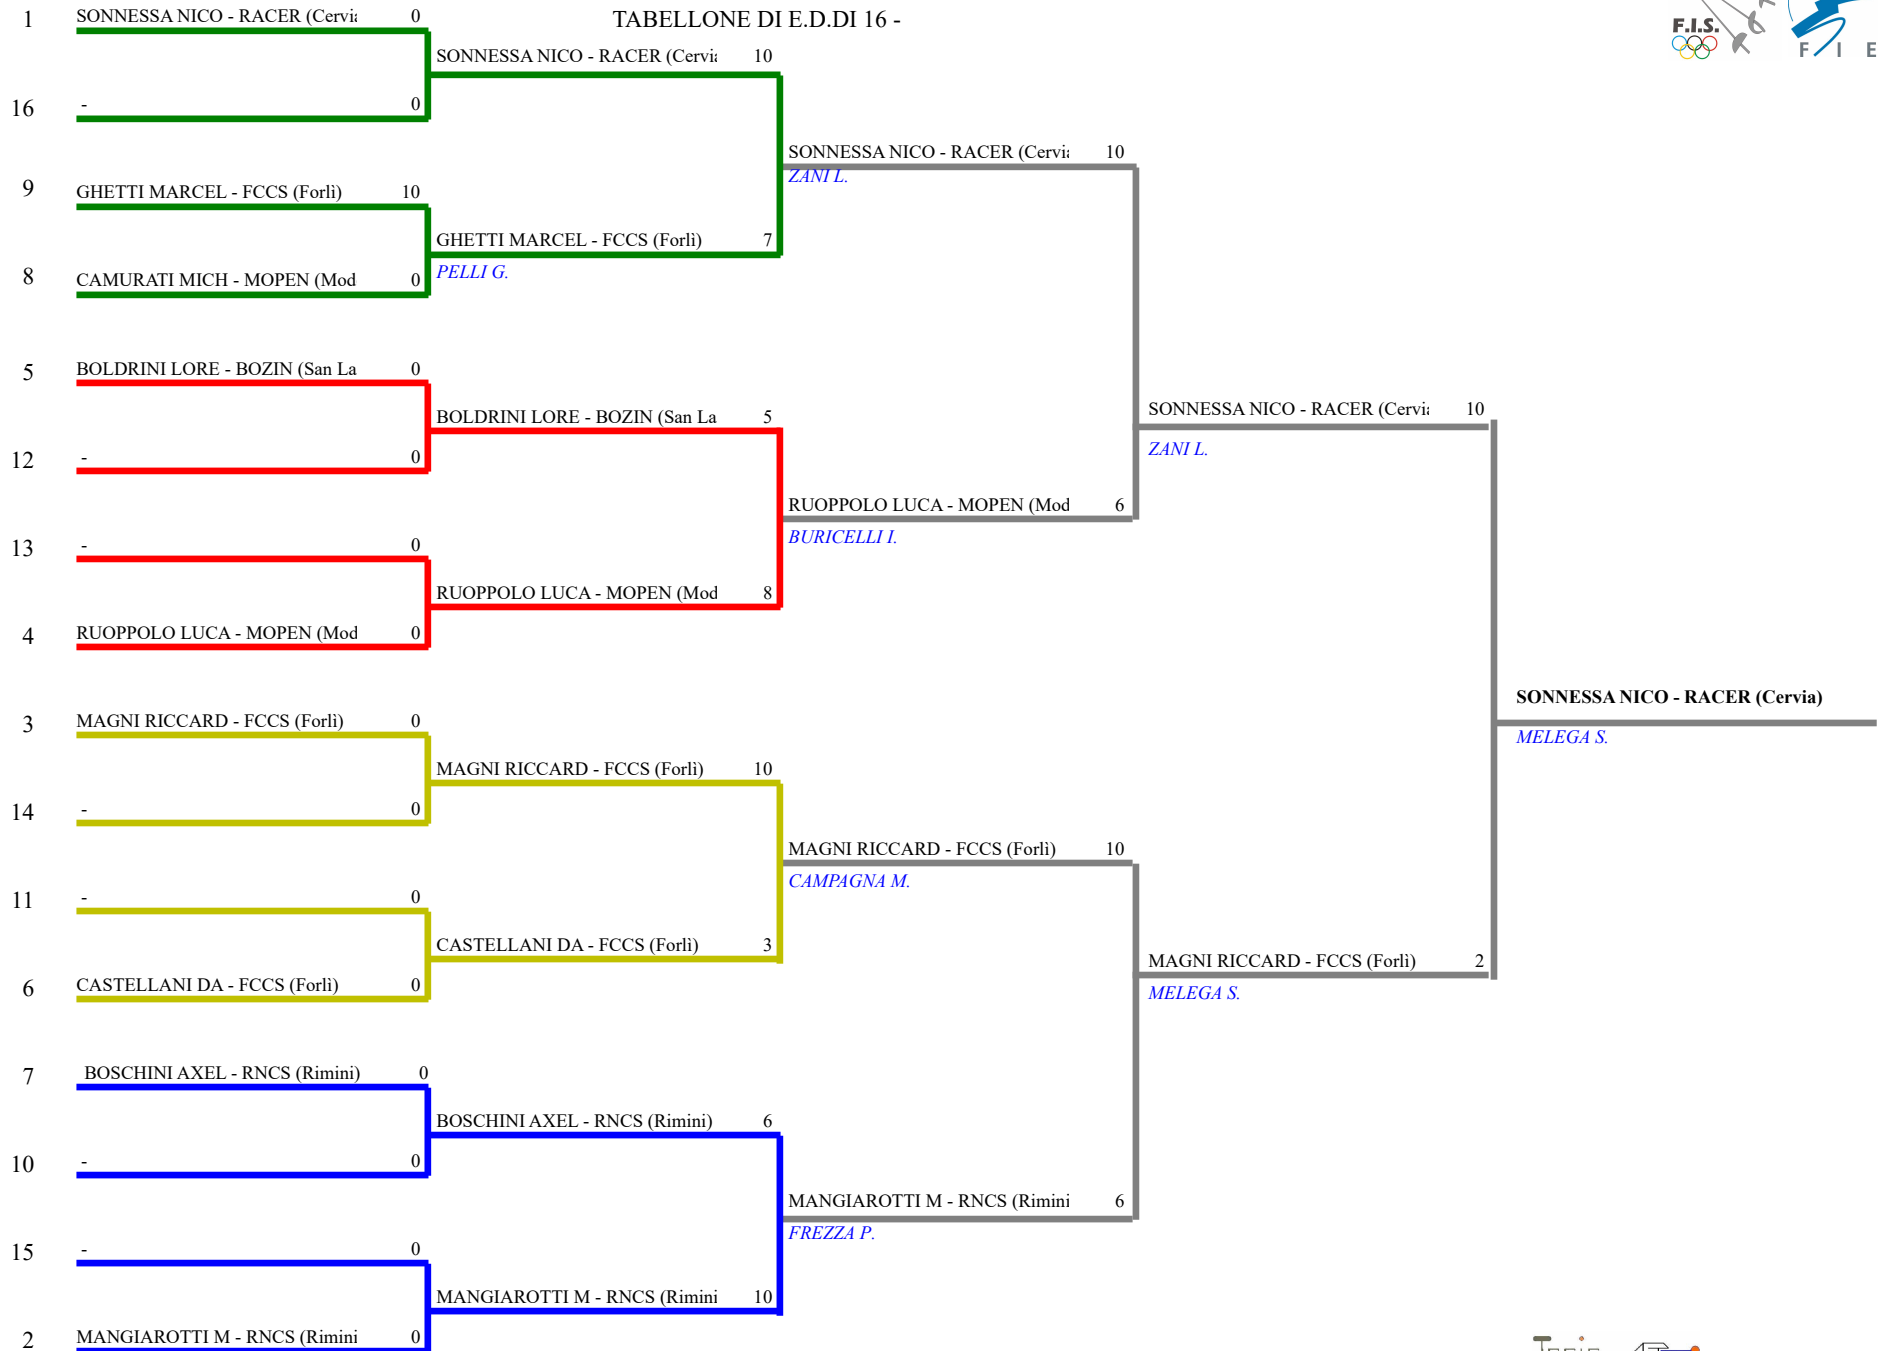 TABELLONE DI E.D.DI 16 -
F.I.S.
F I E
1 SONNESSA NICO - RACER (Cervia 0
SONNESSA NICO - RACER (Cervia 10
16 - 0
SONNESSA NICO - RACER (Cervia 10
ZANI L.
9 GHETTI MARCEL - FCCS (Forlì) 10
GHETTI MARCEL - FCCS (Forlì) 7
PELLI G.
8 CAMURATI MICH - MOPEN (Mod 0
5 BOLDRINI LORE - BOZIN (San La 0
BOLDRINI LORE - BOZIN (San La 5
SONNESSA NICO - RACER (Cervia 10
ZANI L.
12 - 0
RUOPPOLO LUCA - MOPEN (Mod 6
BURICELLI I.
13 - 0
RUOPPOLO LUCA - MOPEN (Mod 8
4 RUOPPOLO LUCA - MOPEN (Mod 0
SONNESSA NICO - RACER (Cervia)
MELEGA S.
3 MAGNI RICCARD - FCCS (Forlì) 0
MAGNI RICCARD - FCCS (Forlì) 10
14 - 0
MAGNI RICCARD - FCCS (Forlì) 10
CAMPAGNA M.
11 - 0
CASTELLANI DA - FCCS (Forlì) 3
MAGNI RICCARD - FCCS (Forlì) 2
MELEGA S.
6 CASTELLANI DA - FCCS (Forlì) 0
7 BOSCHINI AXEL - RNCS (Rimini) 0
BOSCHINI AXEL - RNCS (Rimini) 6
10 - 0
MANGIAROTTI M - RNCS (Rimini 6
FREZZA P.
15 - 0
MANGIAROTTI M - RNCS (Rimini 10
2 MANGIAROTTI M - RNCS (Rimini 0